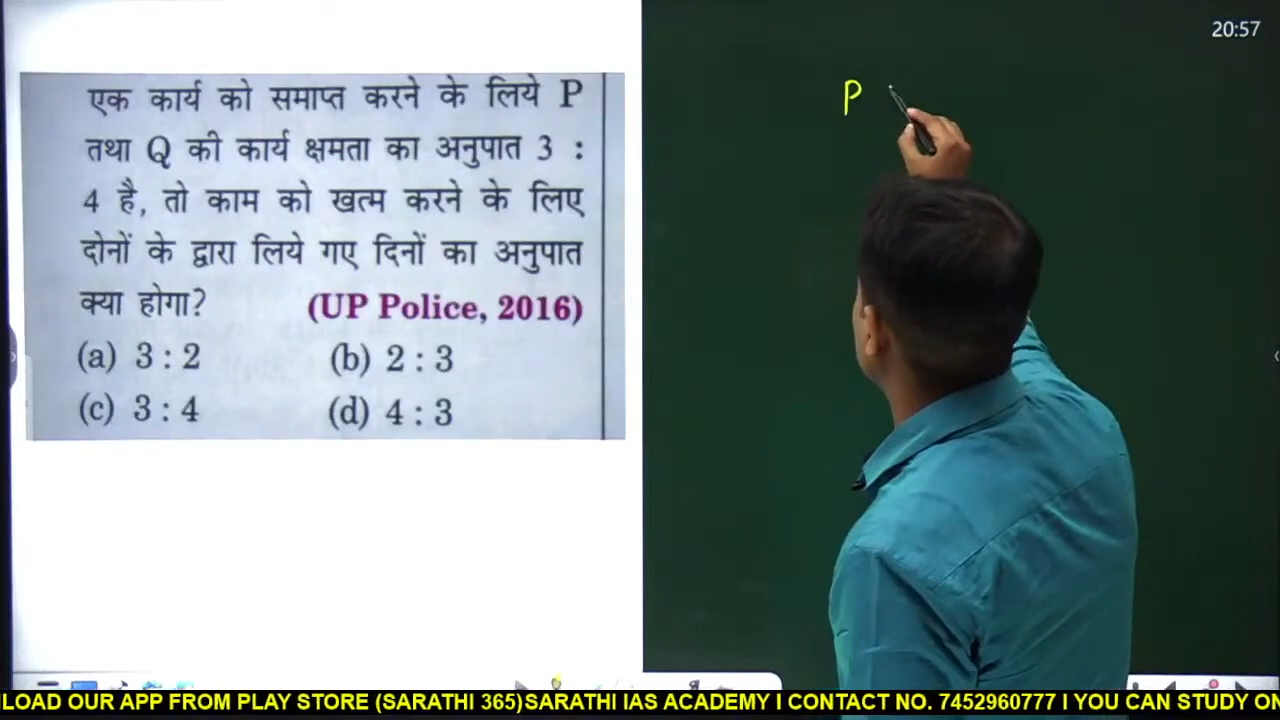 20:57
एक कार्य को समाप्त करने के लिये P
तथा Q की कार्य क्षमता का अनुपात 3 :
4 है, तो काम को खत्म करने के लिए
दोनों के द्वारा लिये गए दिनों का अनुपात
क्या होगा? (UP Police, 2016)
(a) 3 : 2 (b) 2 : 3
(c) 3 : 4 (d) 4 : 3
P
NLOAD OUR APP FROM PLAY STORE (SARATHI 365)SARATHI IAS ACADEMY I CONTACT NO. 7452960777 I YOU CAN STUDY